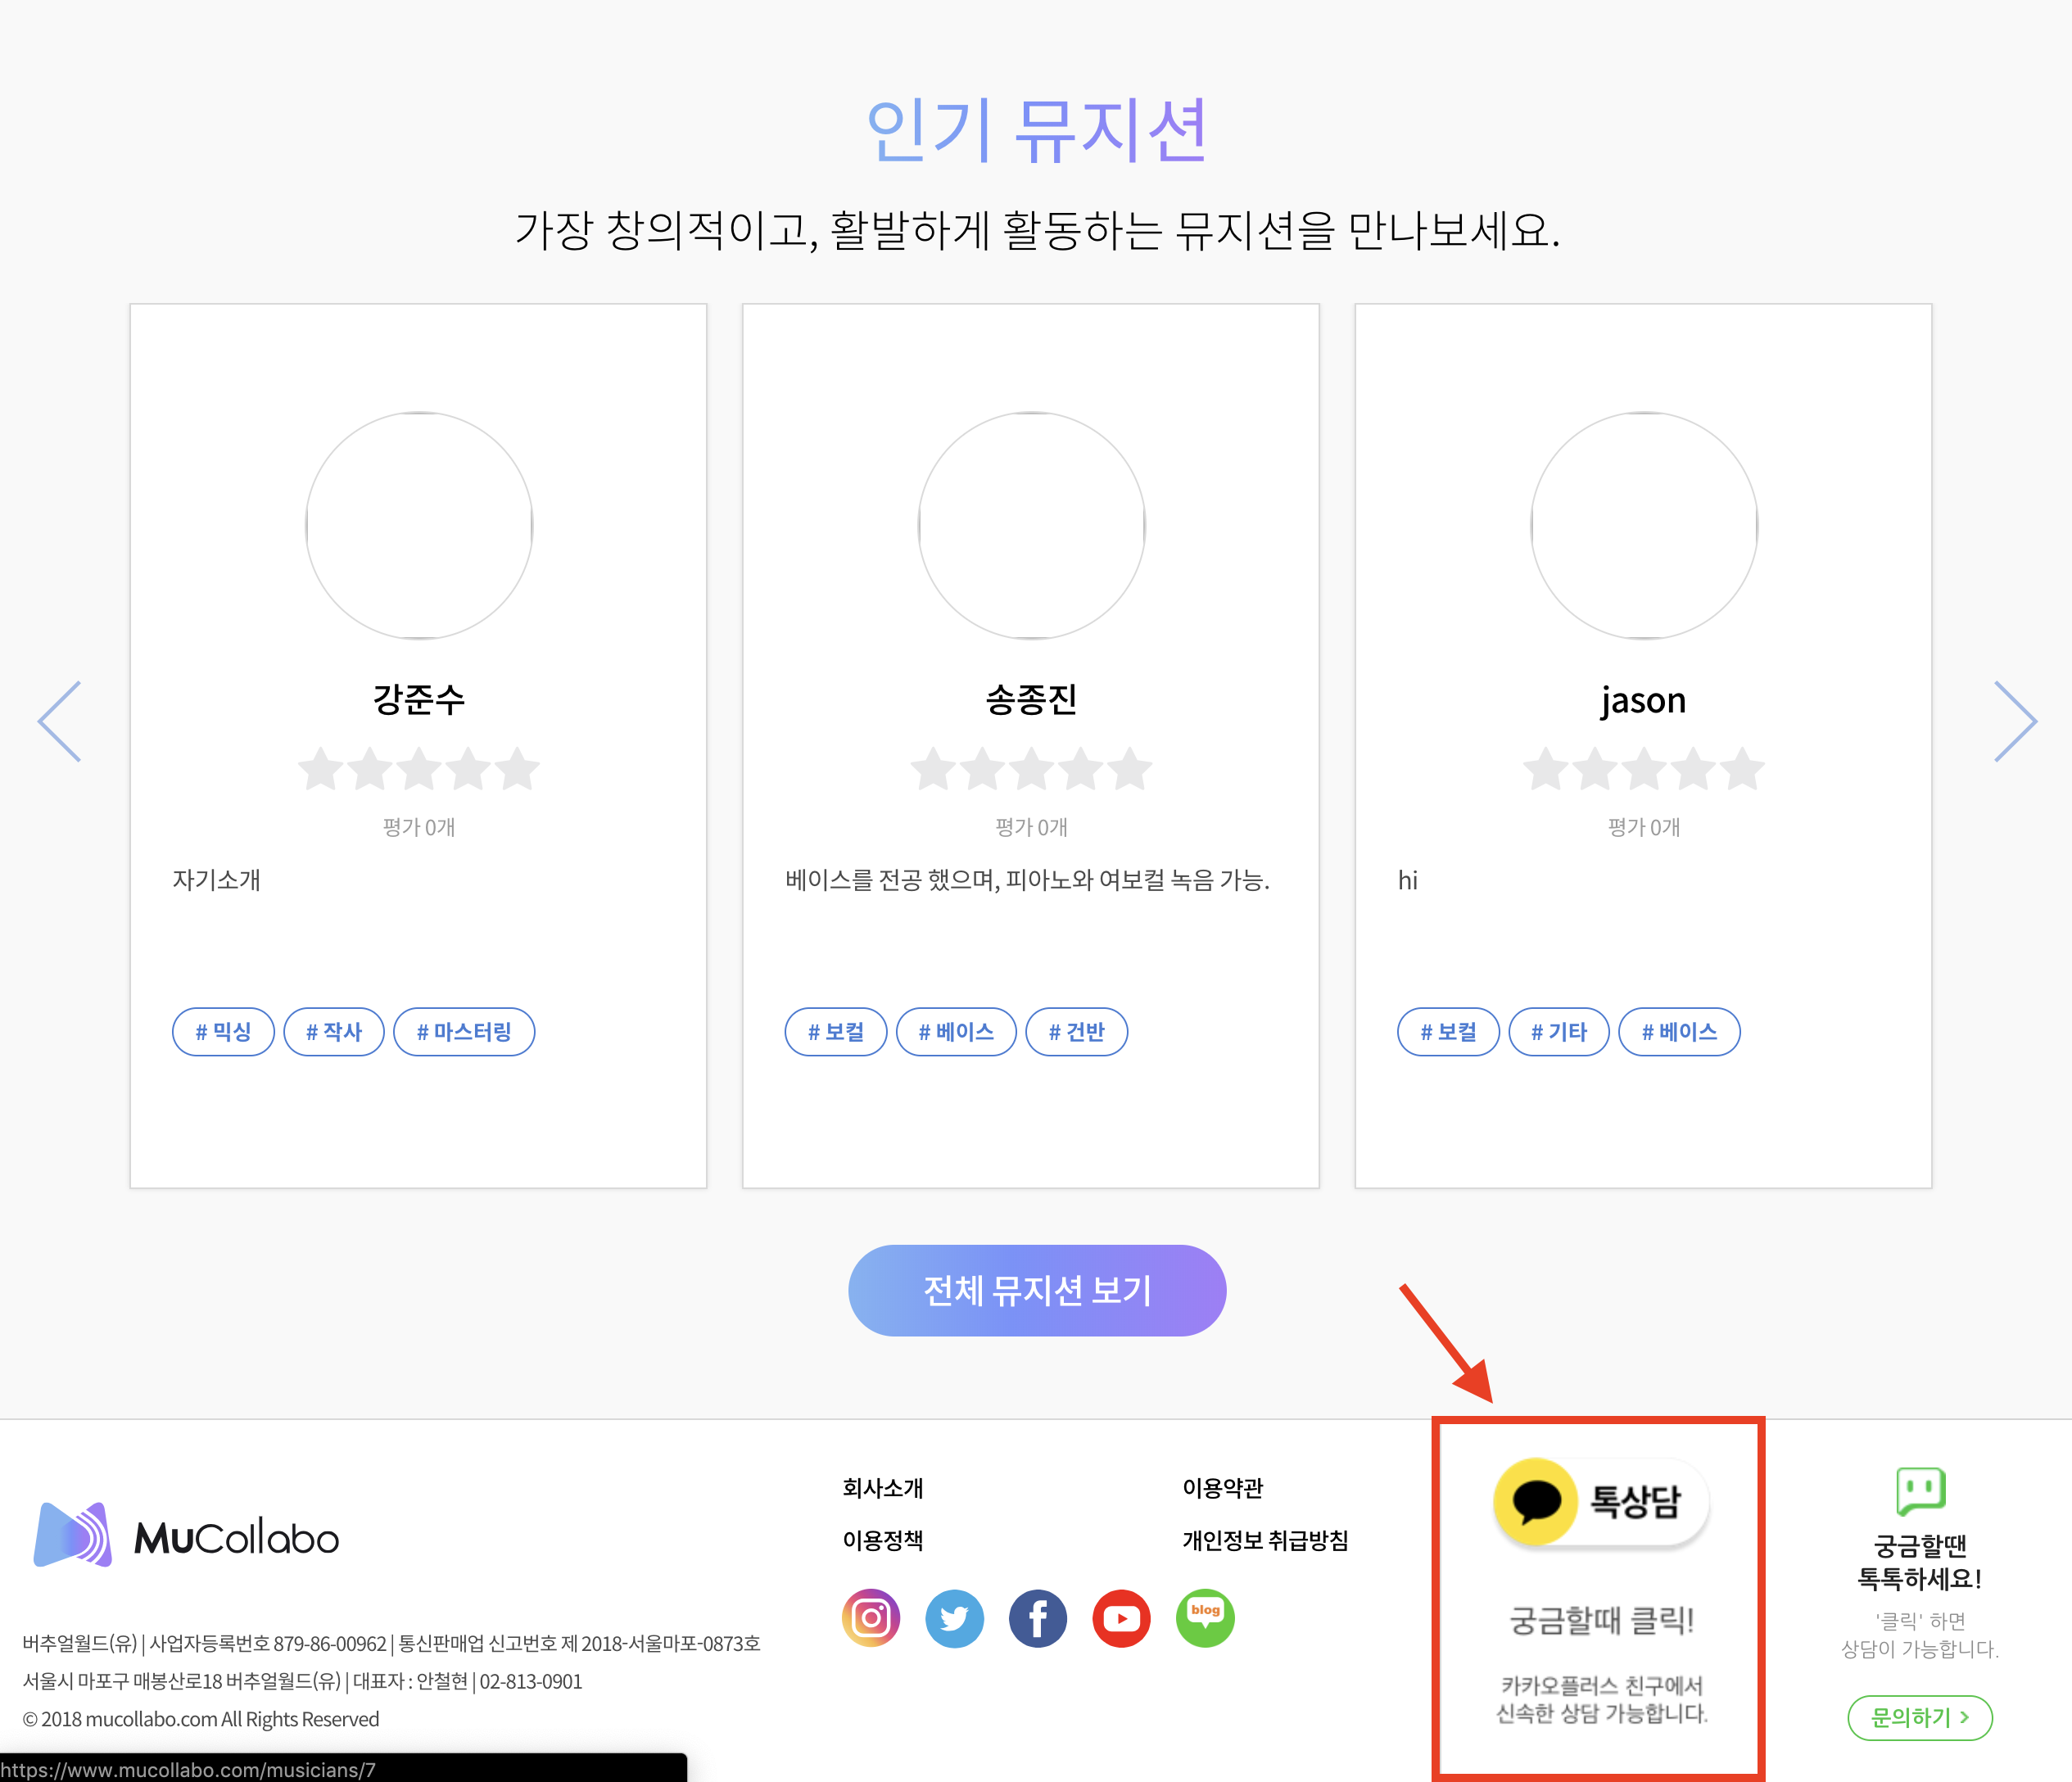 인기 뮤지션
가장 창의적이고, 활발하게 활동하는 뮤지션을 만나보세요.
강준수
평가 0개
자기소개
# 믹싱 # 작사 # 마스터링
송종진
평가 0개
베이스를 전공 했으며, 피아노와 여보컬 녹음 가능.
# 보컬 # 베이스 # 건반
jason
평가 0개
hi
# 보컬 # 기타 # 베이스
전체 뮤지션 보기
MuCollabo
버추얼월드(유) | 사업자등록번호 879-86-00962 | 통신판매업 신고번호 제 2018-서울마포-0873호
서울시 마포구 매봉산로18 버추얼월드(유) | 대표자 : 안철현 | 02-813-0901
© 2018 mucollabo.com All Rights Reserved
회사소개
이용약관
이용정책
개인정보 취급방침
blog
톡상담
궁금할때 클릭!
카카오플러스 친구에서
신속한 상담 가능합니다.
궁금할땐
톡톡하세요!
'클릭' 하면
상담이 가능합니다.
문의하기 >
https://www.mucollabo.com/musicians/7